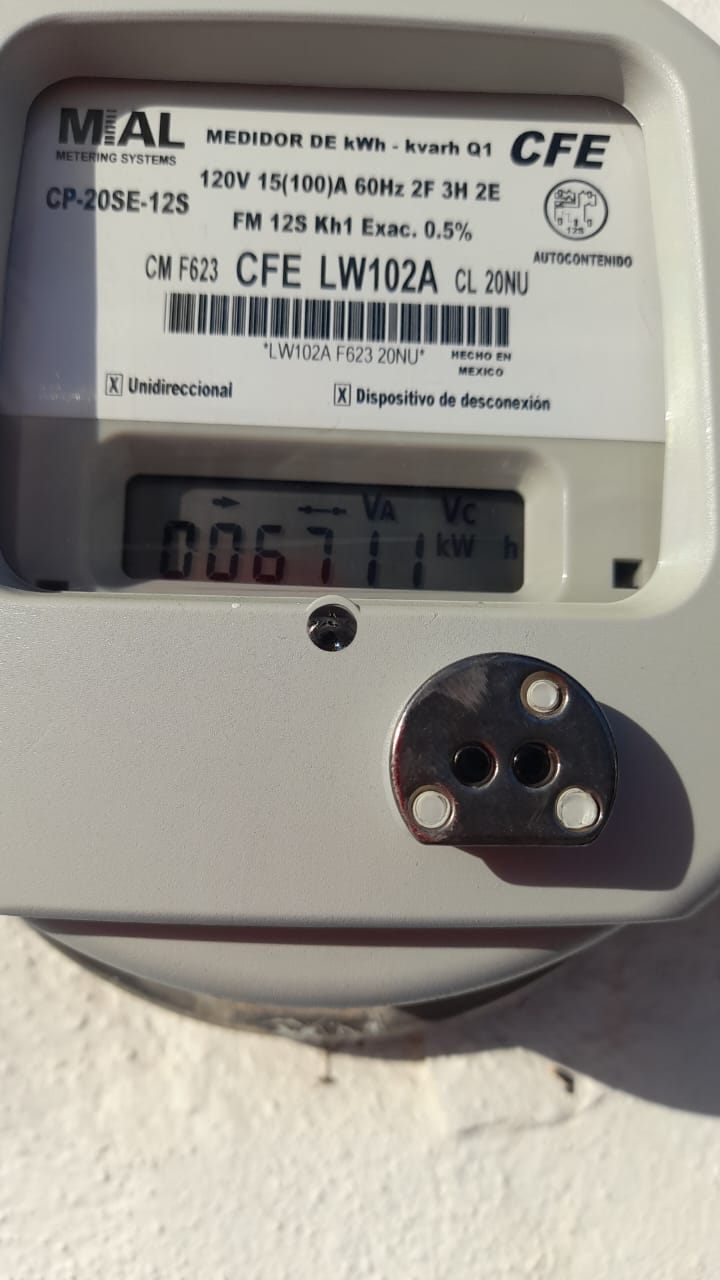 MIAL
METERING SYSTEMS
MEDIDOR DE kWh - kvarh Q1
CFE
CP-20SE-12S
120V 15(100)A 60Hz 2F 3H 2E
FM 12S Kh1 Exac. 0.5%
12S
AUTOCONTENIDO
CM F623 CFE LW102A CL 20NU
*LW102A F623 20NU*
HECHO EN
MEXICO
X Unidireccional
X Dispositivo de desconexión
VA VC
006711 kW h